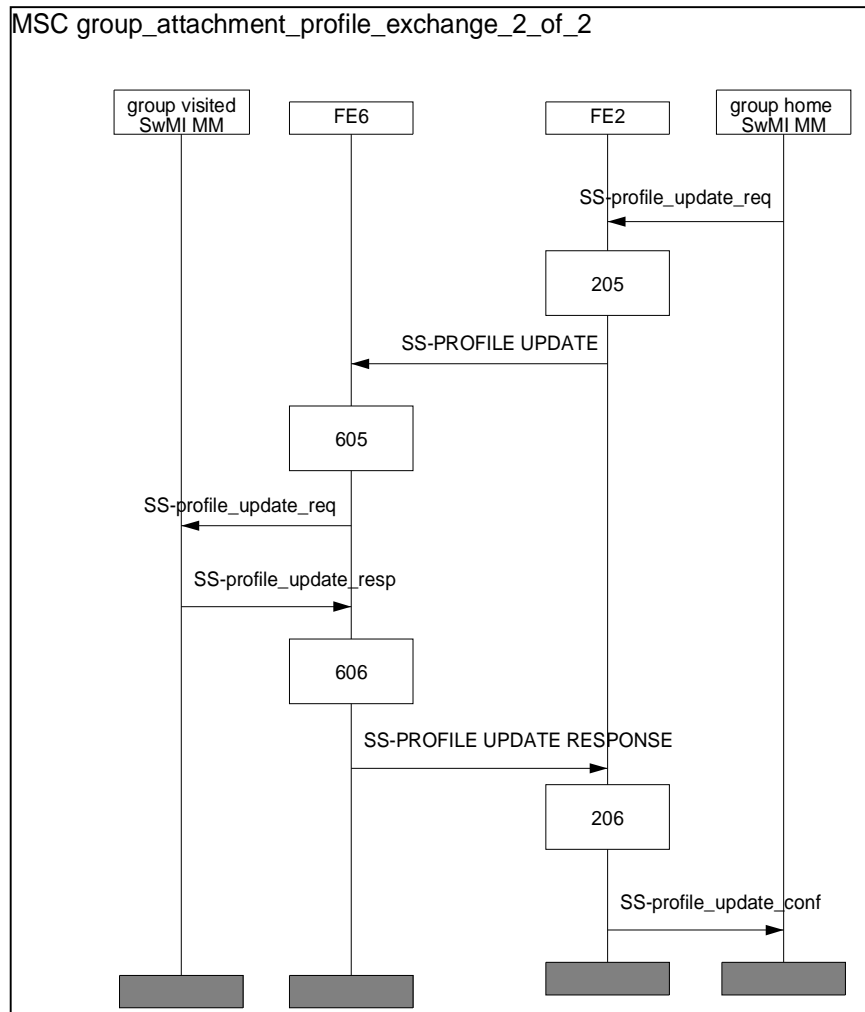 MSC group_attachment_profile_exchange_2_of_2
group visited
SwMI MM
FE6
FE2
group home
SwMI MM
SS-profile_update_req
205
SS-PROFILE UPDATE
605
SS-profile_update_req
SS-profile_update_resp
606
SS-PROFILE UPDATE RESPONSE
206
SS-profile_update_conf